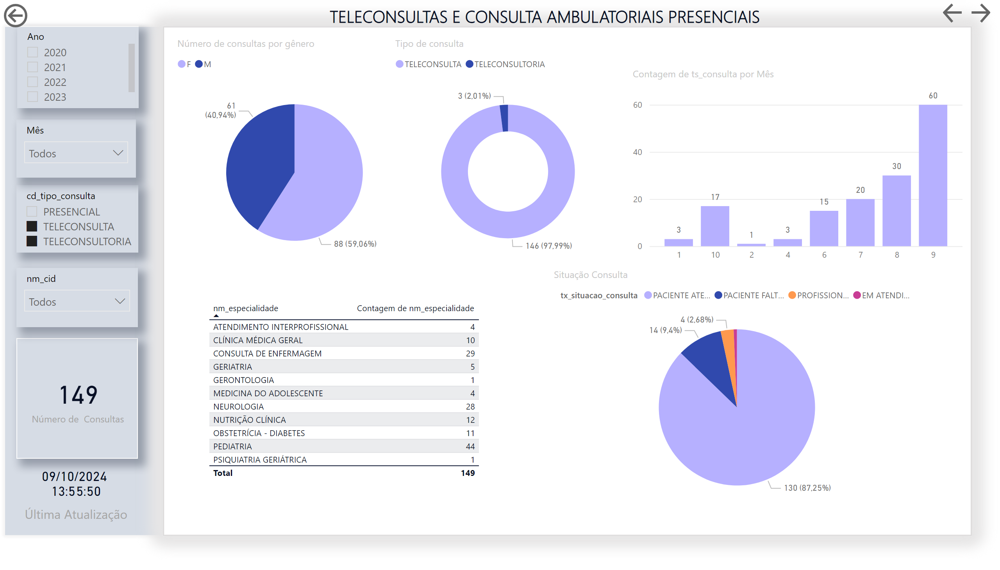 TELECONSULTAS E CONSULTA AMBULATORIAIS PRESENCIAIS
Ano
2020
2021
2022
2023
Mês
Todos
cd_tipo_consulta
PRESENCIAL
TELECONSULTA
TELECONSULTORIA
nm_cid
Todos
149
Número de Consultas
09/10/2024
13:55:50
Última Atualização
Número de consultas por gênero
F M
61
(40,94%)
88 (59,06%)
Tipo de consulta
TELECONSULTA TELECONSULTORIA
3 (2,01%)
146 (97,99%)
Contagem de ts_consulta por Mês
60
40
20
0
3
17
1
3
15
20
30
60
1 10 2 4 6 7 8 9
nm_especialidade Contagem de nm_especialidade
ATENDIMENTO INTERPROFISSIONAL 4
CLÍNICA MÉDICA GERAL 10
CONSULTA DE ENFERMAGEM 29
GERIATRIA 5
GERONTOLOGIA 1
MEDICINA DO ADOLESCENTE 4
NEUROLOGIA 28
NUTRIÇÃO CLÍNICA 12
OBSTETRÍCIA - DIABETES 11
PEDIATRIA 44
PSIQUIATRIA GERIÁTRICA 1
Total 149
Situação Consulta
tx_situacao_consulta PACIENTE ATE... PACIENTE FALT... PROFISSION... EM ATENDI...
4 (2,68%)
14 (9,4%)
130 (87,25%)